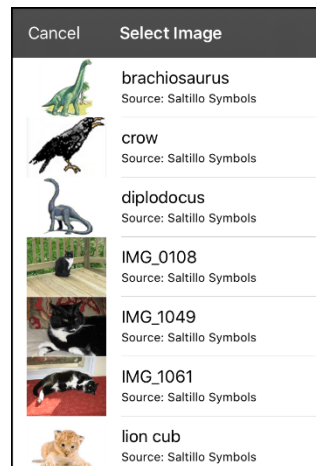 Cancel Select Image
brachiosaurus
Source: Saltillo Symbols
crow
Source: Saltillo Symbols
diplodocus
Source: Saltillo Symbols
IMG_0108
Source: Saltillo Symbols
IMG_1049
Source: Saltillo Symbols
IMG_1061
Source: Saltillo Symbols
lion cub
Source: Saltillo Symbols